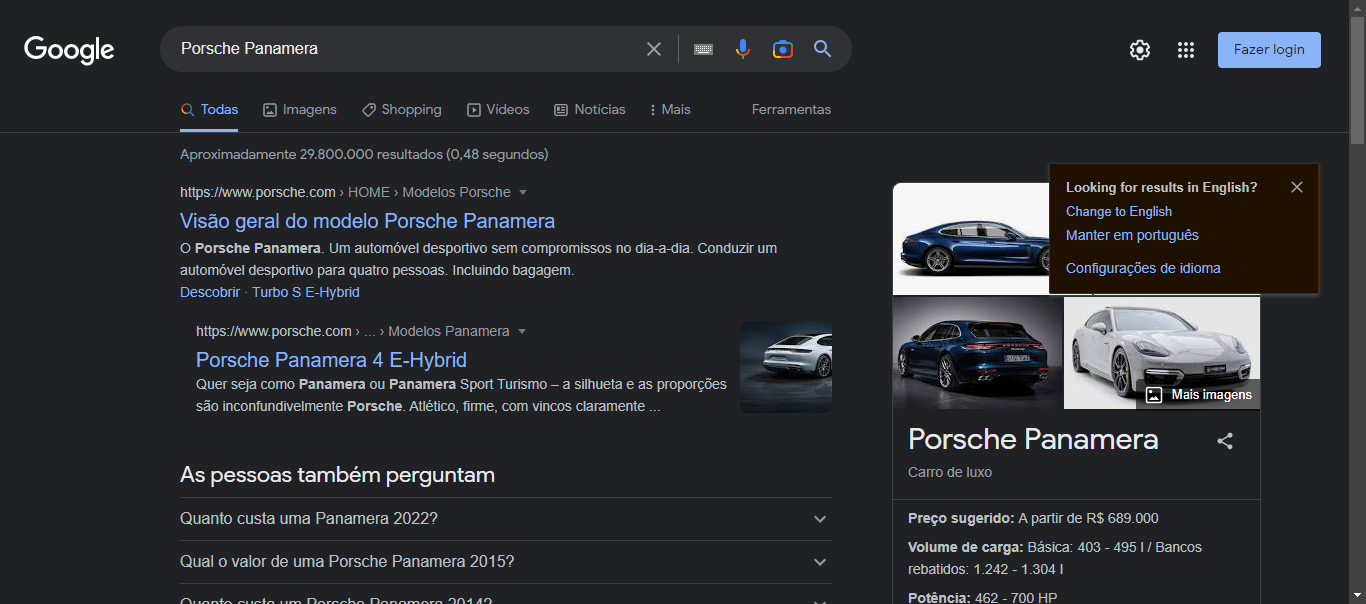 Google
Porsche Panamera
Fazer login
Todas
Imagens
Shopping
Vídeos
Notícias
Mais
Ferramentas
Aproximadamente 29.800.000 resultados (0,48 segundos)
https://www.porsche.com › HOME › Modelos Porsche
Visão geral do modelo Porsche Panamera
O Porsche Panamera. Um automóvel desportivo sem compromissos no dia-a-dia. Conduzir um
automóvel desportivo para quatro pessoas. Incluindo bagagem.
Descobrir · Turbo S E-Hybrid
https://www.porsche.com › ... › Modelos Panamera
Porsche Panamera 4 E-Hybrid
Quer seja como Panamera ou Panamera Sport Turismo – a silhueta e as proporções
são inconfundivelmente Porsche. Atlético, firme, com vincos claramente ...
As pessoas também perguntam
Quanto custa uma Panamera 2022?
Qual o valor de uma Porsche Panamera 2015?
Quanto custa um Porsche Panamera 2014?
Looking for results in English?
Change to English
Manter em português
Configurações de idioma
Mais imagens
Porsche Panamera
Carro de luxo
Preço sugerido: A partir de R$ 689.000
Volume de carga: Básica: 403 - 495 l / Bancos
rebatidos: 1.242 - 1.304 l
Potência: 462 - 700 HP